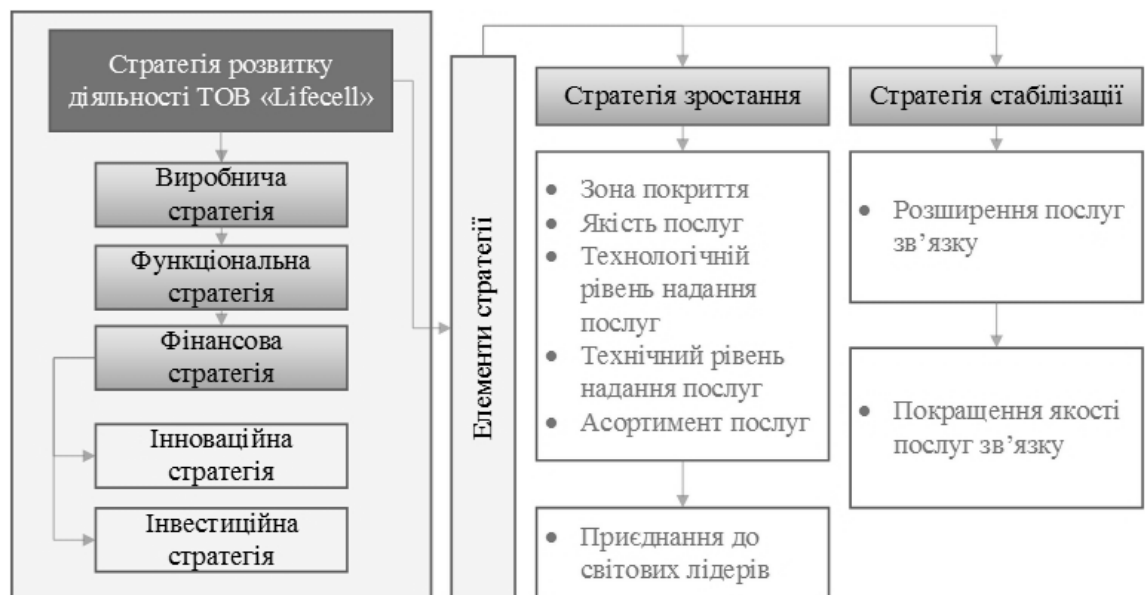 Стратегія розвитку
діяльності ТОВ «Lifecell»
Виробнича
стратегія
Функціональна
стратегія
Фінансова
стратегія
Інноваційна
стратегія
Інвестиційна
стратегія
Елементи стратегії
Стратегія зростання
• Зона покриття
• Якість послуг
• Технологічній
рівень надання
послуг
• Технічний рівень
надання послуг
• Асортимент послуг
• Приєднання до
світових лідерів
Стратегія стабілізації
• Розширення послуг
зв’язку
• Покращення якості
послуг зв’язку